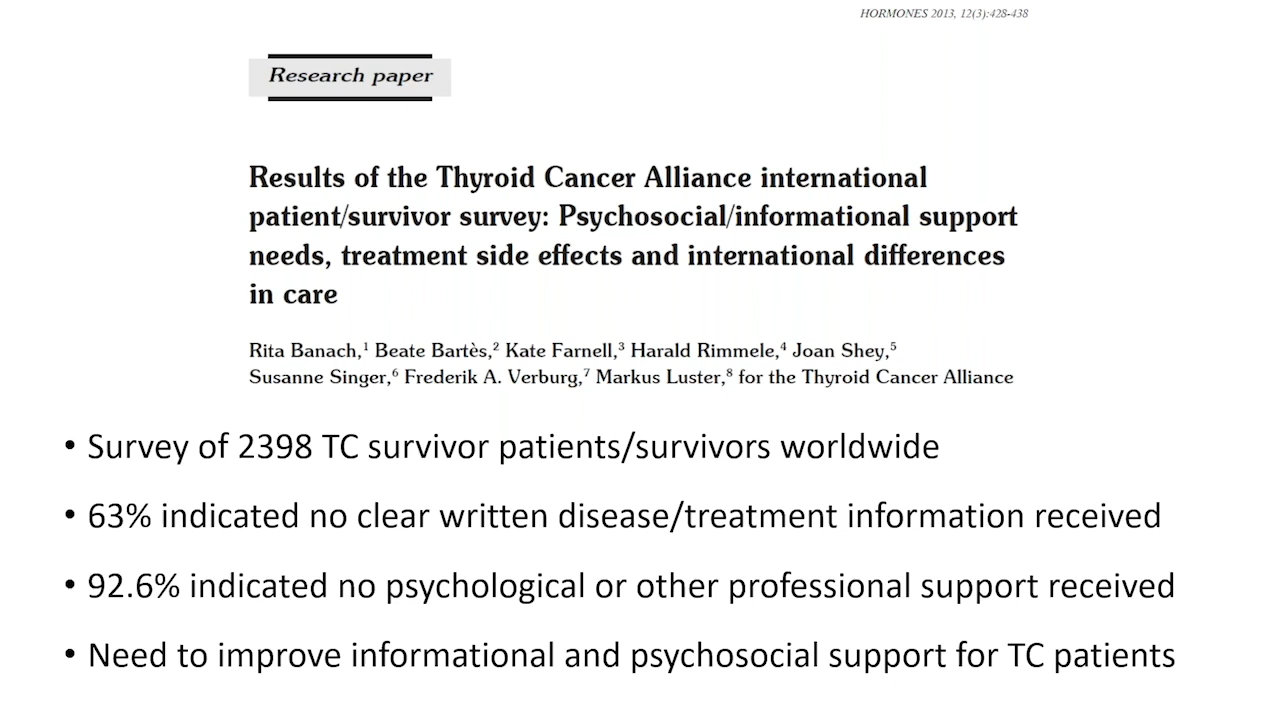 HORMONES 2013, 12(3):428-438
Research paper
Results of the Thyroid Cancer Alliance international
patient/survivor survey: Psychosocial/informational support
needs, treatment side effects and international differences
in care
Rita Banach,¹ Beate Bartès,² Kate Farnell,³ Harald Rimmele,⁴ Joan Shey,⁵
Susanne Singer,⁶ Frederik A. Verburg,⁷ Markus Luster,⁸ for the Thyroid Cancer Alliance
• Survey of 2398 TC survivor patients/survivors worldwide
• 63% indicated no clear written disease/treatment information received
• 92.6% indicated no psychological or other professional support received
• Need to improve informational and psychosocial support for TC patients